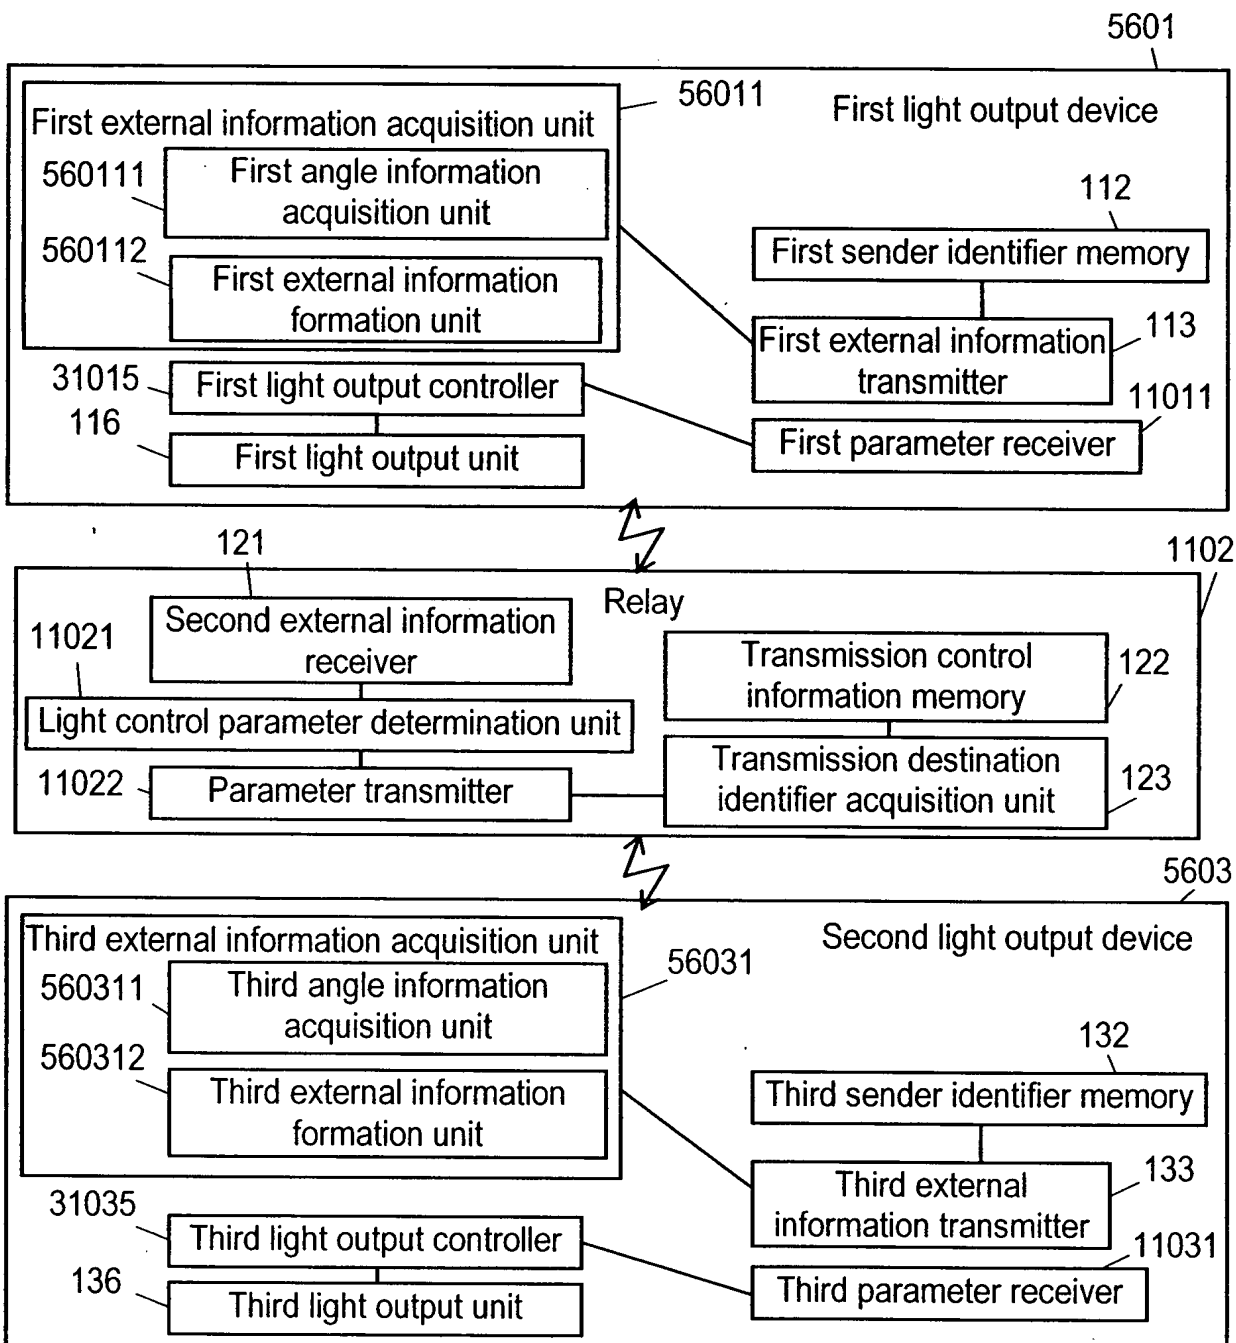 5601
56011
First light output device
First external information acquisition unit
560111
First angle information
acquisition unit
112
First sender identifier memory
560112
First external information
formation unit
113
First external information
transmitter
31015
First light output controller
11011
First parameter receiver
116
First light output unit
121
1102
Relay
Second external information
receiver
11021
Transmission control
information memory
122
Light control parameter determination unit
11022
Parameter transmitter
Transmission destination
identifier acquisition unit
123
5603
Third external information acquisition unit
Second light output device
56031
560311
Third angle information
acquisition unit
132
Third sender identifier memory
560312
Third external information
formation unit
133
Third external
information transmitter
31035
Third light output controller
11031
Third parameter receiver
136
Third light output unit